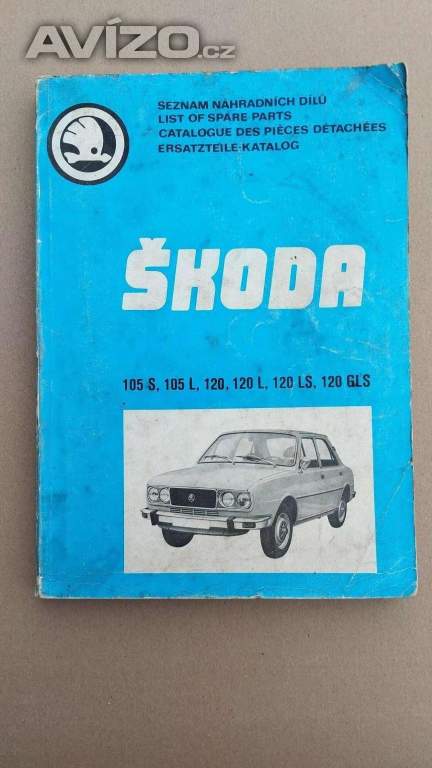 AVÍZO.cz
SEZNAM NÁHRADNÍCH DÍLŮ
LIST OF SPARE PARTS
CATALOGUE DES PIÈCES DÉTACHÉES
ERSATZTEILE-KATALOG
ŠKODA
105 S, 105 L, 120, 120 L, 120 LS, 120 GLS